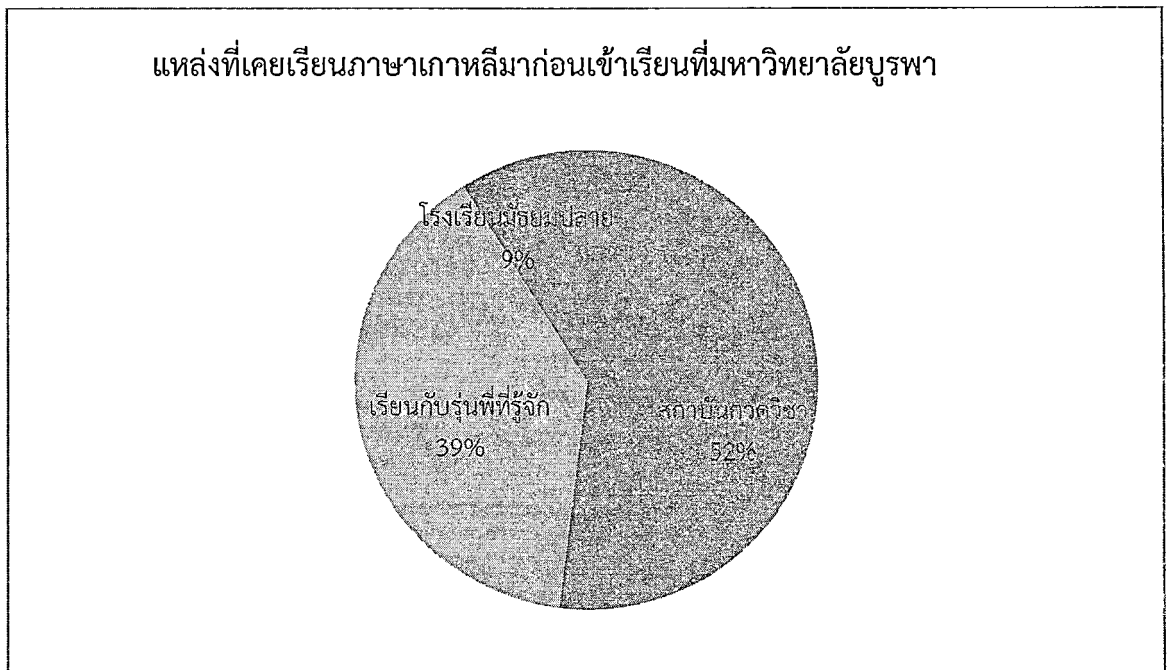 แหล่งที่เคยเรียนภาษาเกาหลีมาก่อนเข้าเรียนที่มหาวิทยาลัยบูรพา
โรงเรียนมัธยมปลาย
9%
เรียนกับรุ่นพี่ที่รู้จัก
39%
สถาบันกวดวิชา
52%